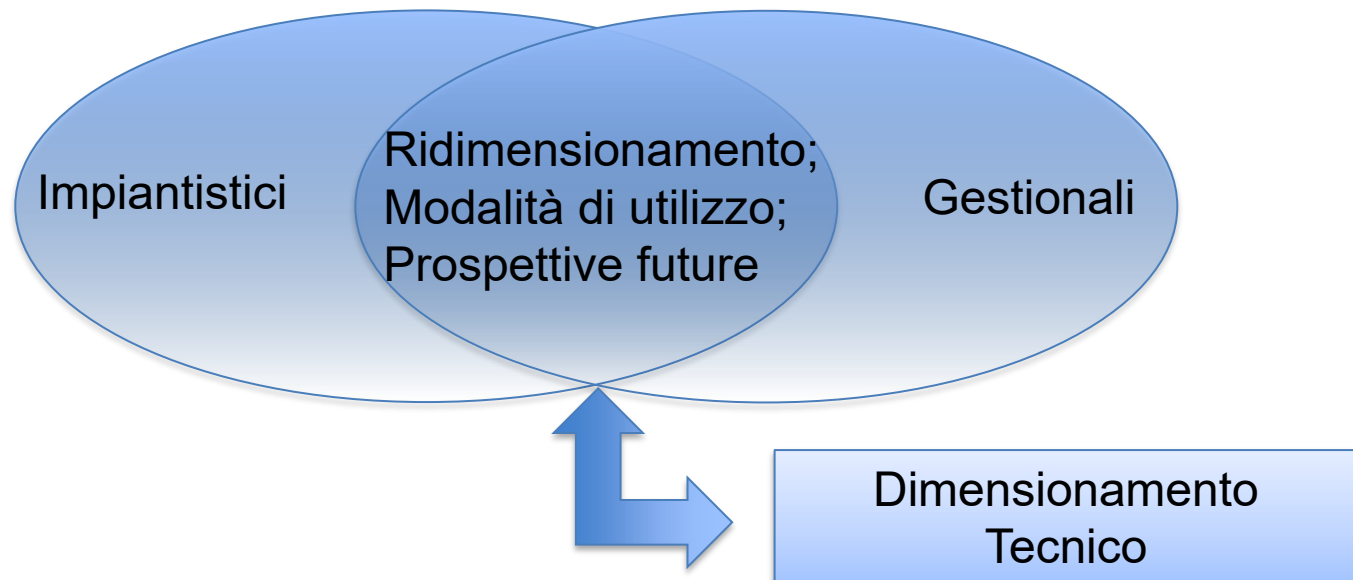 Impiantistici
Ridimensionamento;
Modalità di utilizzo;
Prospettive future
Gestionali
Dimensionamento
Tecnico